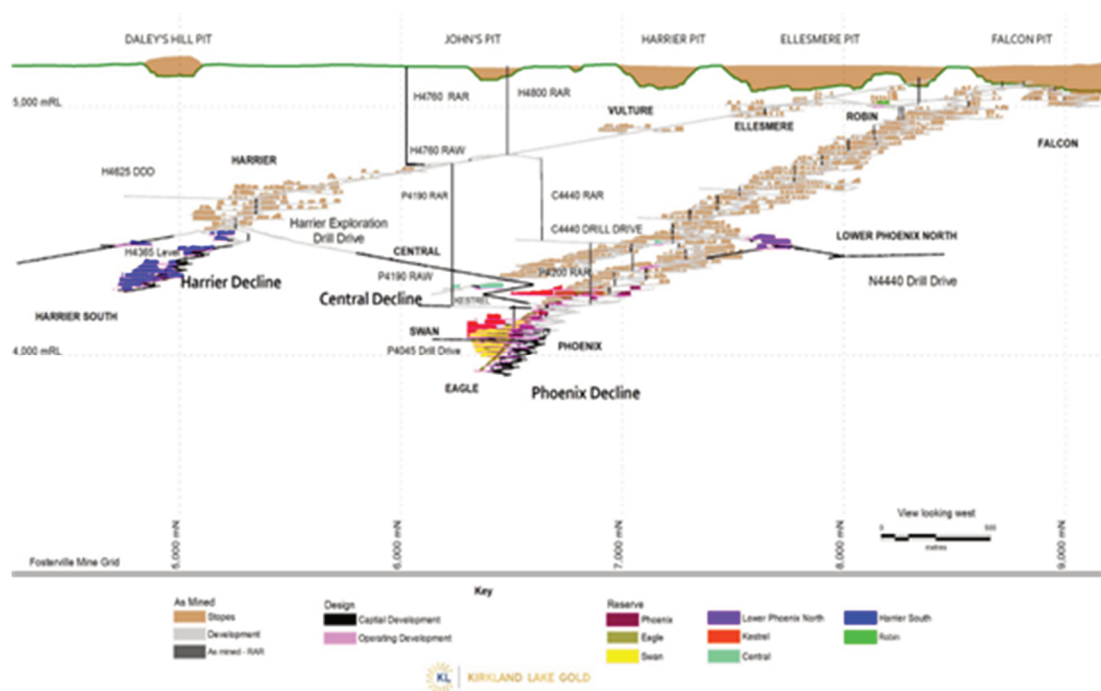 DALEY'S HILL PIT
JOHN'S PIT
HARRIER PIT
ELLESMERE PIT
FALCON PIT
5,000 mRL
H4760 RAR
H4800 RAR
VULTURE
ELLESMERE
ROBIN
FALCON
H4760 RAW
HARRIER
H4625 DDD
P4190 RAR
C4440 RAR
Harrier Exploration
Drill Drive
C4440 DRILL DRIVE
LOWER PHOENIX NORTH
H4365 Level
CENTRAL
P4190 RAW
P4200 RAR
N4440 Drill Drive
Harrier Decline
Central Decline
KESTREL
HARRIER SOUTH
SWAN
PHOENIX
4,000 mRL
P4045 Drill Drive
EAGLE
Phoenix Decline
View looking west
0 500
metres
5,000 mN
6,000 mN
7,000 mN
8,000 mN
9,000 mN
Fosterville Mine Grid
Key
As Mined
Stopes
Development
As mined - RAR
Design
Captial Development
Operating Development
Reserve
Phoenix
Eagle
Swan
Lower Phoenix North
Kestrel
Central
Harrier South
Robin
KL
KIRKLAND LAKE GOLD